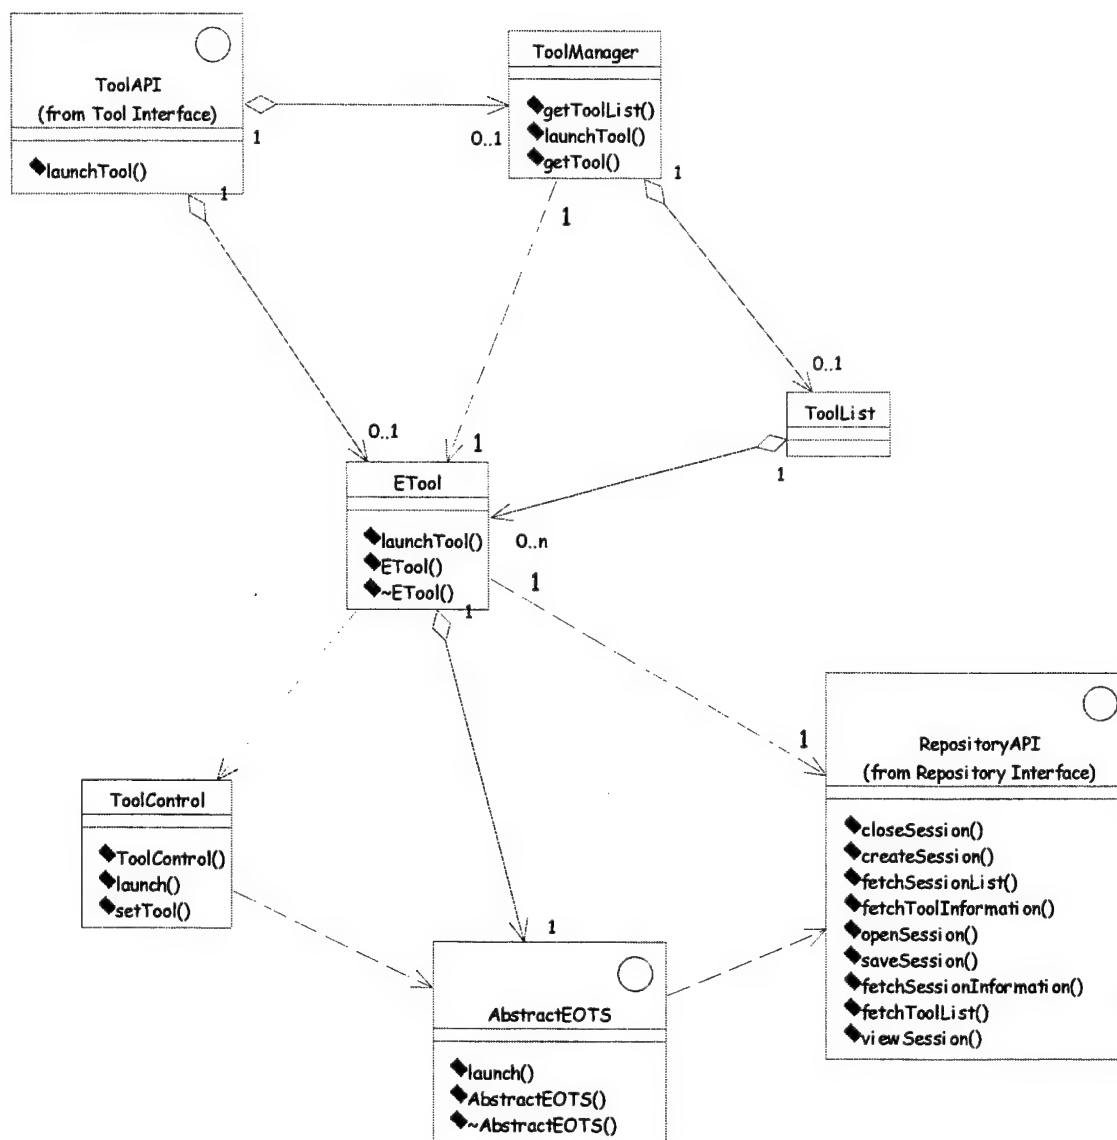 ToolAPI
(from Tool Interface)
launchTool()
1
1
ToolManager
getToolList()
launchTool()
getTool()
0..1
1
1
0..1
ToolList
1
0..1
1
ETool
launchTool()
ETool()
~ETool()
0..n
1
1
1
RepositoryAPI
(from Repository Interface)
closeSession()
createSession()
fetchSessionList()
fetchToolInformation()
openSession()
saveSession()
fetchSessionInformation()
fetchToolList()
viewSession()
ToolControl
ToolControl()
launch()
setTool()
1
AbstractEOTS
launch()
AbstractEOTS()
~AbstractEOTS()